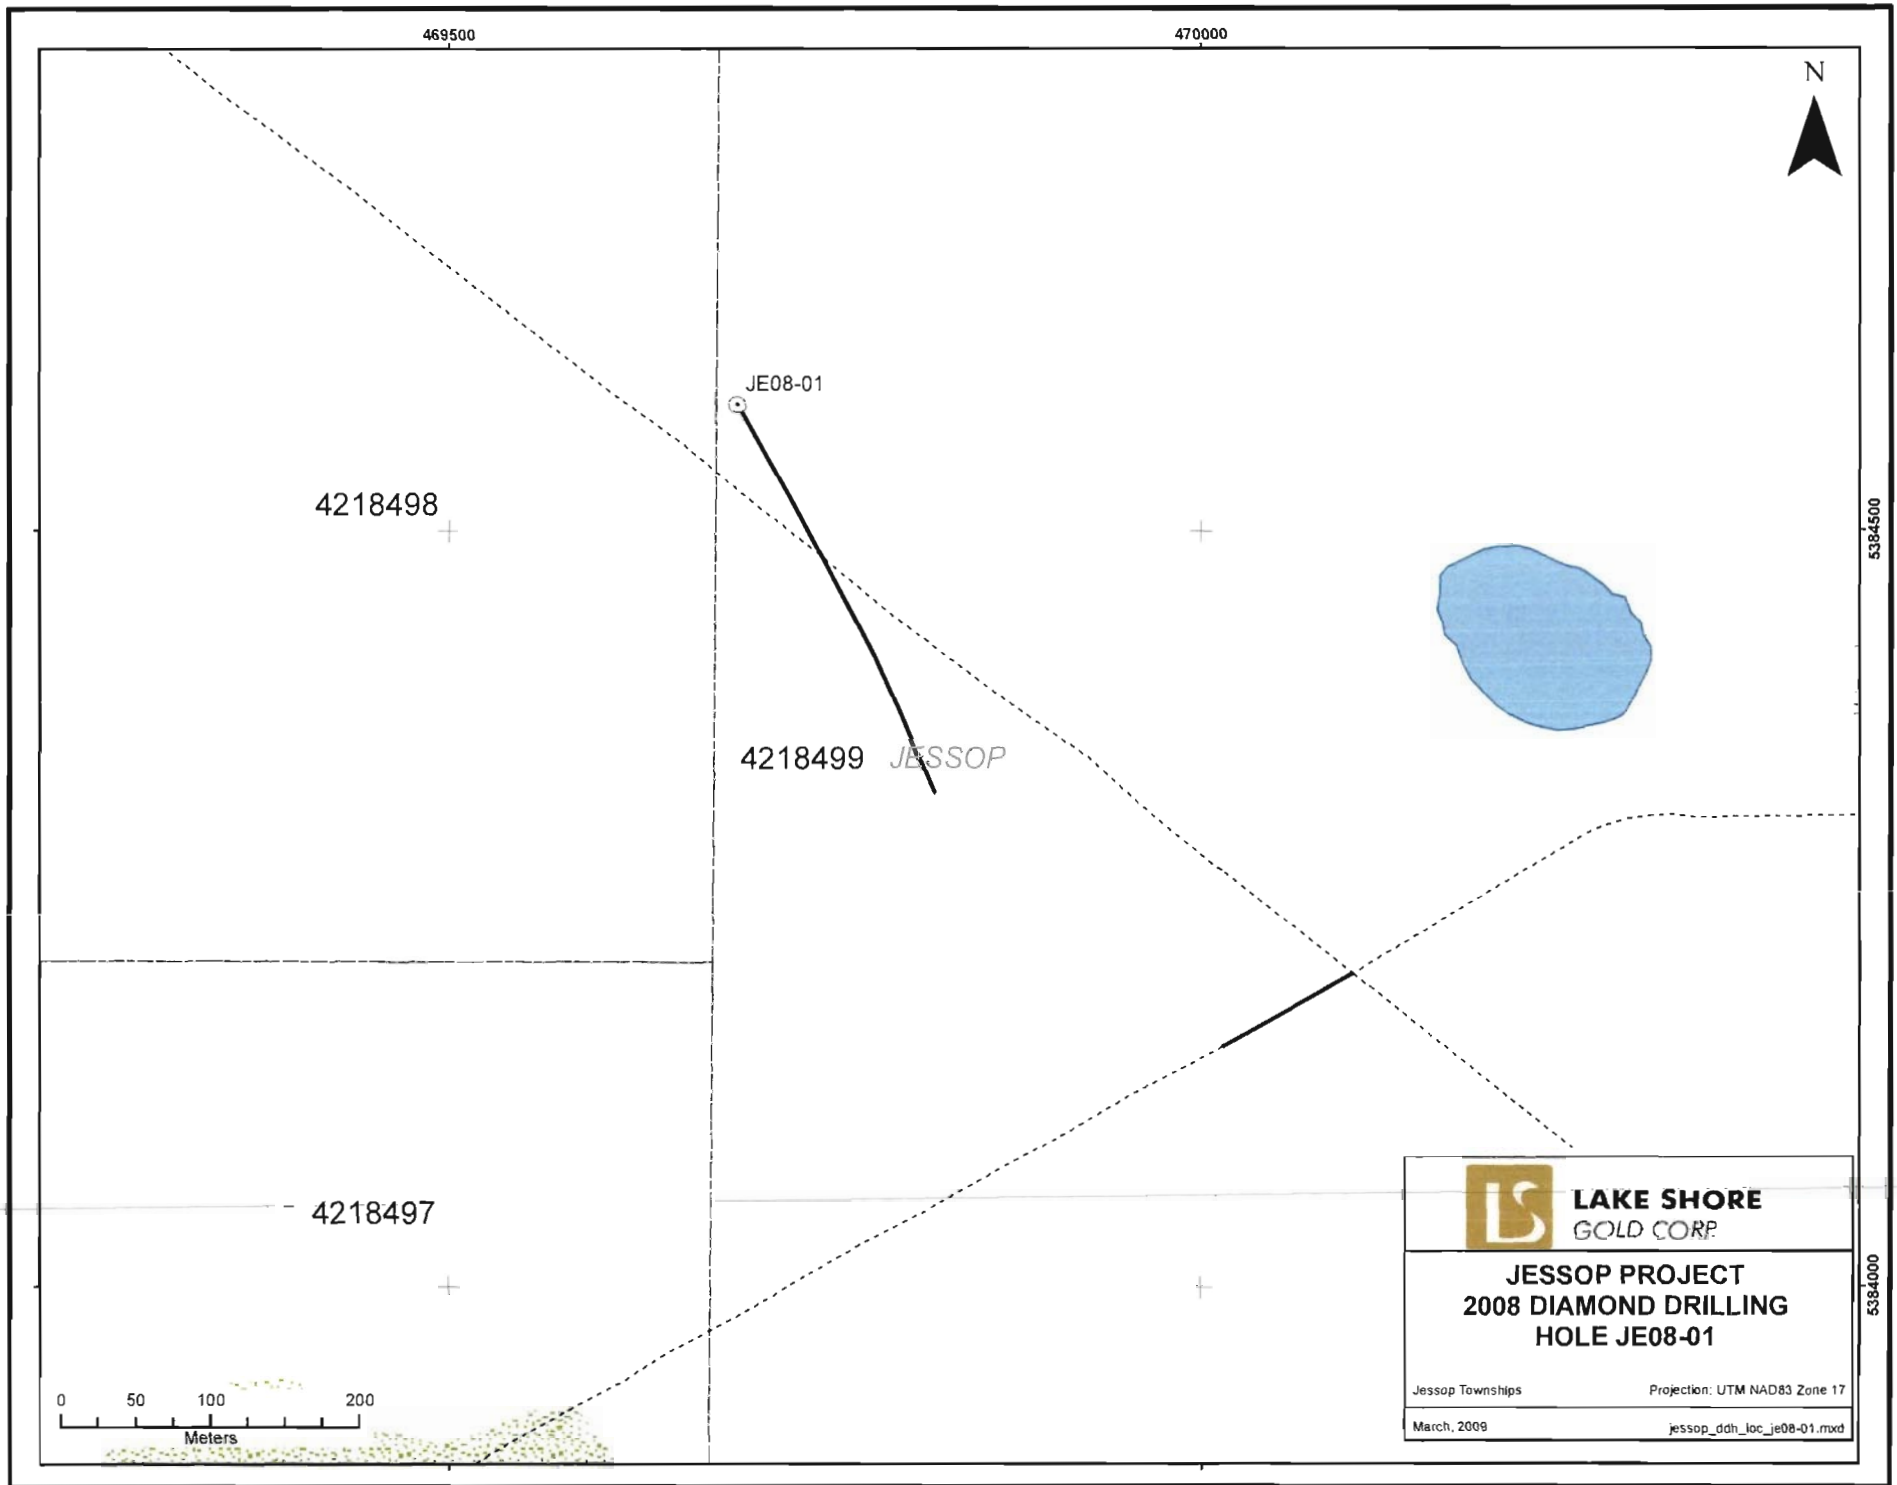 469500
470000
N
JE08-01
4218498
5384500
4218499
JESSOP
4218497
5384000
LS
LAKE SHORE
GOLD CORP.
JESSOP PROJECT
2008 DIAMOND DRILLING
HOLE JE08-01
Jessop Townships
Projection: UTM NAD83 Zone 17
March, 2009
jessop_ddh_loc_je08-01.mxd
0 50 100 200
Meters